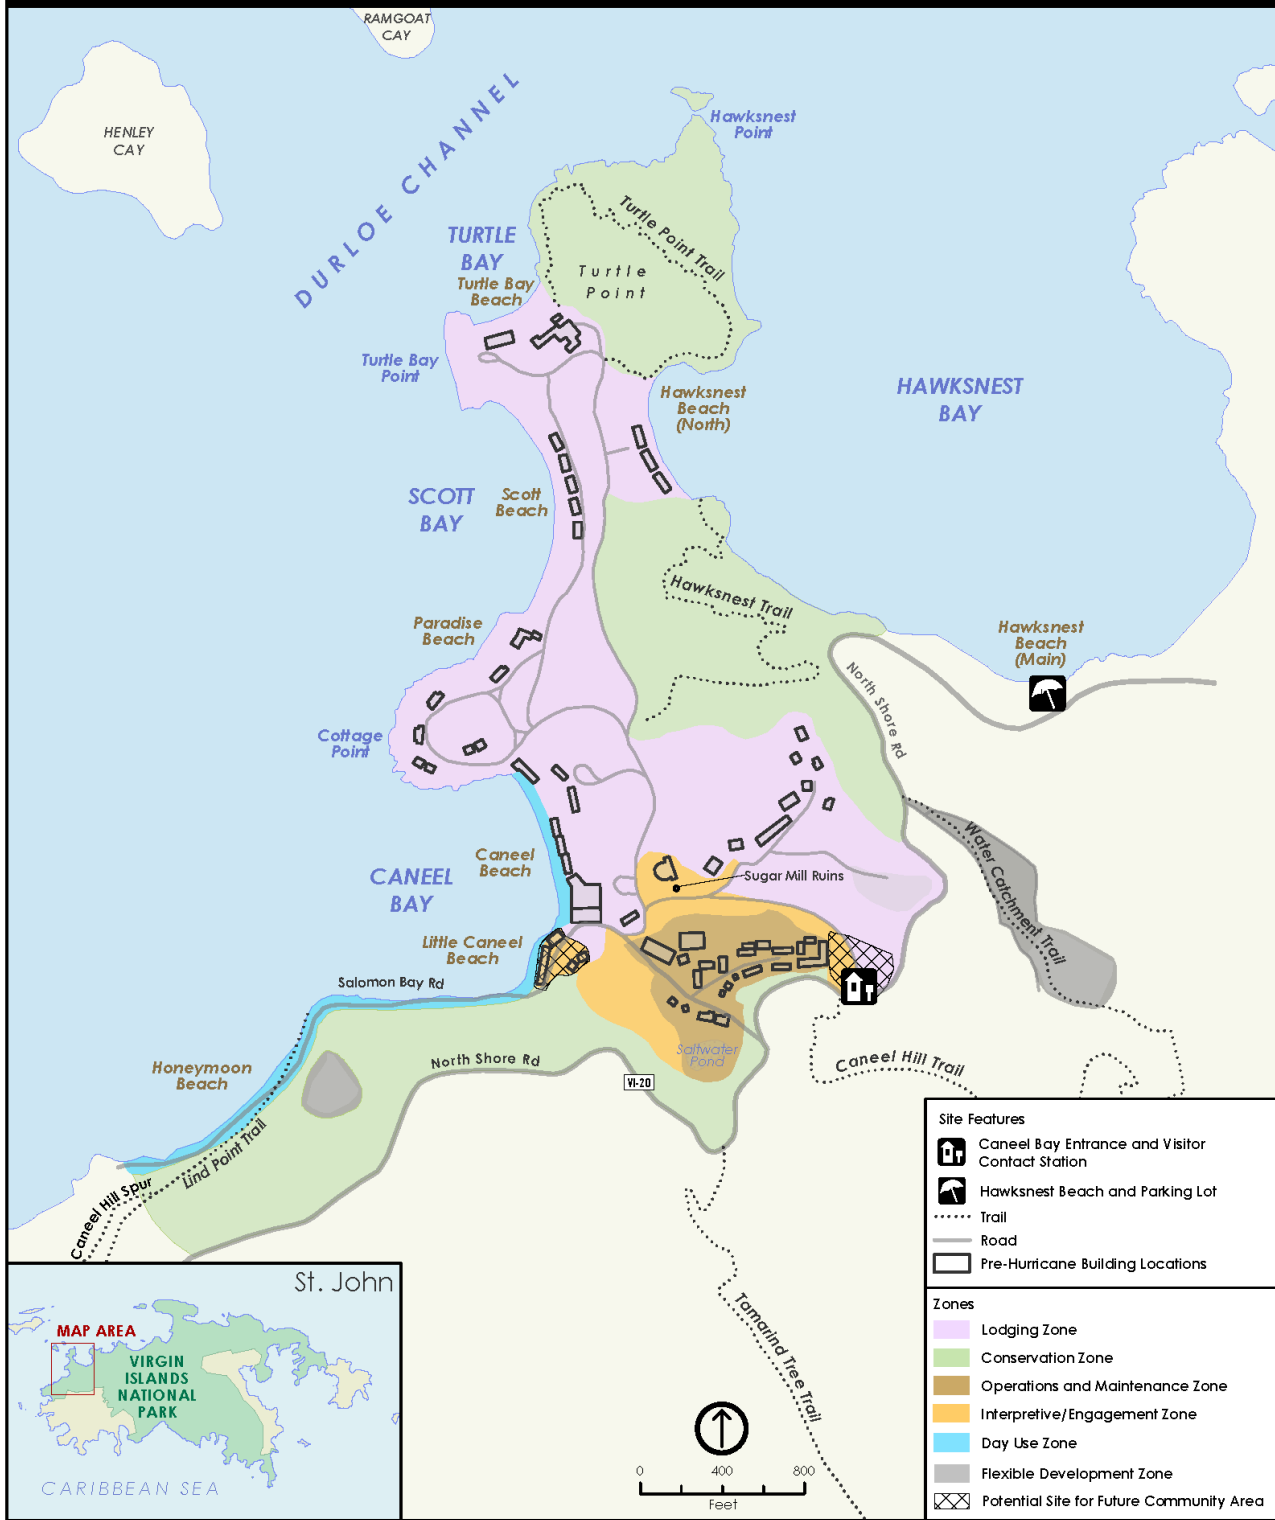 RAMGOAT
CAY
HENLEY
CAY
DURLOE CHANNEL
Hawksnest
Point
Turtle Point Trail
TURTLE
BAY
Turtle
Point
Turtle Bay
Beach
Turtle Bay
Point
Hawksnest
Beach
(North)
HAWKSNEST
BAY
SCOTT
BAY
Scott
Beach
Hawksnest Trail
Paradise
Beach
Hawksnest
Beach
(Main)
North Shore Rd
Cottage
Point
Water Catchment Trail
Caneel
Beach
CANEEL
BAY
Sugar Mill Ruins
Little Caneel
Beach
Salomon Bay Rd
Saltwater
Pond
North Shore Rd
Caneel Hill Trail
Honeymoon
Beach
VI-20
Lind Point Trail
Caneel Hill Spur
Tamarind Tree Trail
St. John
MAP AREA
VIRGIN
ISLANDS
NATIONAL
PARK
CARIBBEAN SEA
0 400 800
Feet
Site Features
Caneel Bay Entrance and Visitor
Contact Station
Hawksnest Beach and Parking Lot
Trail
Road
Pre-Hurricane Building Locations
Zones
Lodging Zone
Conservation Zone
Operations and Maintenance Zone
Interpretive/Engagement Zone
Day Use Zone
Flexible Development Zone
Potential Site for Future Community Area